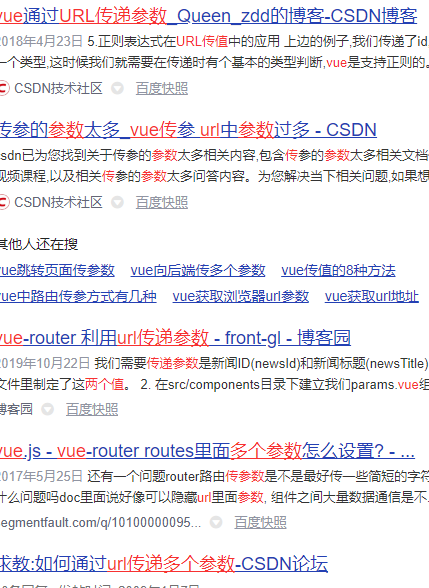 vue通过URL传递参数_Queen_zdd的博客-CSDN博客
2018年4月23日 5.正则表达式在URL传值中的应用 上边的例子,我们传递了id
一个类型,这时候我们就需要在传递时有个基本的类型判断,vue是支持正则的。
CSDN技术社区 百度快照
传参的参数太多_vue传参 url中参数过多 - CSDN
csdn已为您找到关于传参的参数太多相关内容,包含传参的参数太多相关文档
视频课程,以及相关传参的参数太多问答内容。为您解决当下相关问题,如果想
CSDN技术社区 百度快照
其他人还在搜
vue跳转页面传参数 vue向后端传多个参数 vue传值的8种方法
vue中路由传参方式有几种 vue获取浏览器url参数 vue获取url地址
vue-router 利用url传递参数 - front-gl - 博客园
2019年10月22日 我们需要传递参数是新闻ID(newsId)和新闻标题(newsTitle)
文件里制定了这两个值。 2. 在src/components目录下建立我们params.vue组
博客园 百度快照
vue.js - vue-router routes里面多个参数怎么设置? - ...
2017年5月25日 还有一个问题router路由传参数是不是最好传一些简短的字符
什么问题吗doc里面说好像可以隐藏url里面参数, 组件之间大量数据通信是不.
segmentfault.com/q/10100000095... 百度快照
求教:如何通过url传递多个参数-CSDN论坛